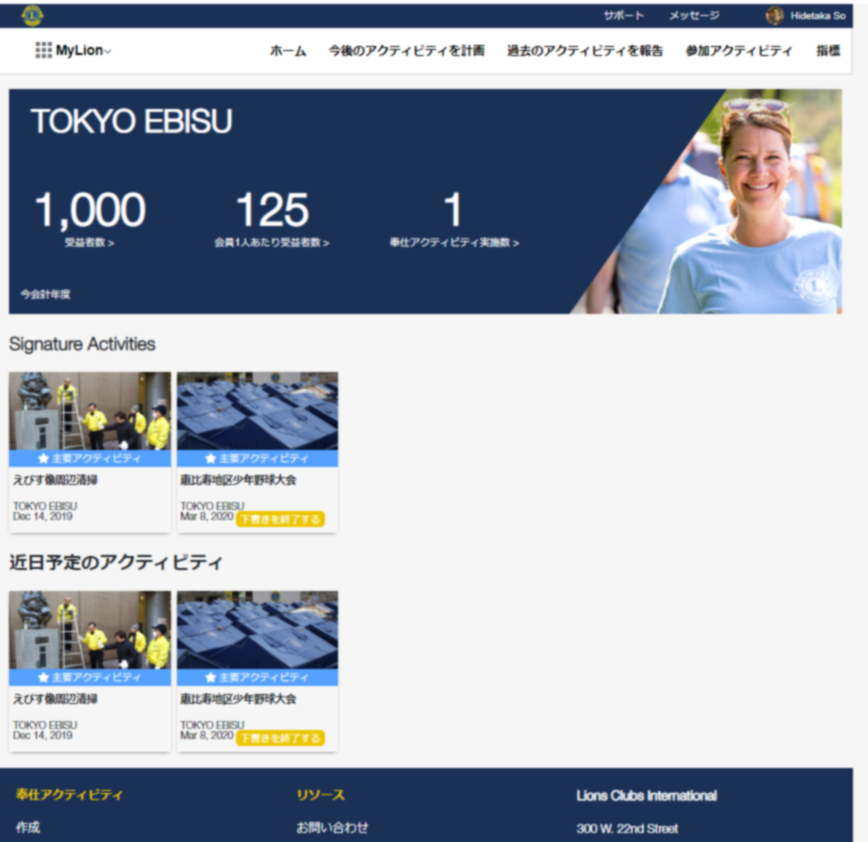 サポート メッセージ Hidetaka So
MyLion ホーム 今後のアクティビティを計画 過去のアクティビティを報告 参加アクティビティ 指標
TOKYO EBISU
1,000 125 1
受益者数 > 会員1人あたり受益者数 > 奉仕アクティビティ実施数 >
今会計年度
Signature Activities
★ 主要アクティビティ ★ 主要アクティビティ
えびす像周辺清掃 恵比寿地区少年野球大会
TOKYO EBISU TOKYO EBISU
Dec 14, 2019 Mar 8, 2020 下書きを終了する
近日予定のアクティビティ
★ 主要アクティビティ ★ 主要アクティビティ
えびす像周辺清掃 恵比寿地区少年野球大会
TOKYO EBISU TOKYO EBISU
Dec 14, 2019 Mar 8, 2020 下書きを終了する
奉仕アクティビティ リソース Lions Clubs International
作成 お問い合わせ 300 W. 22nd Street